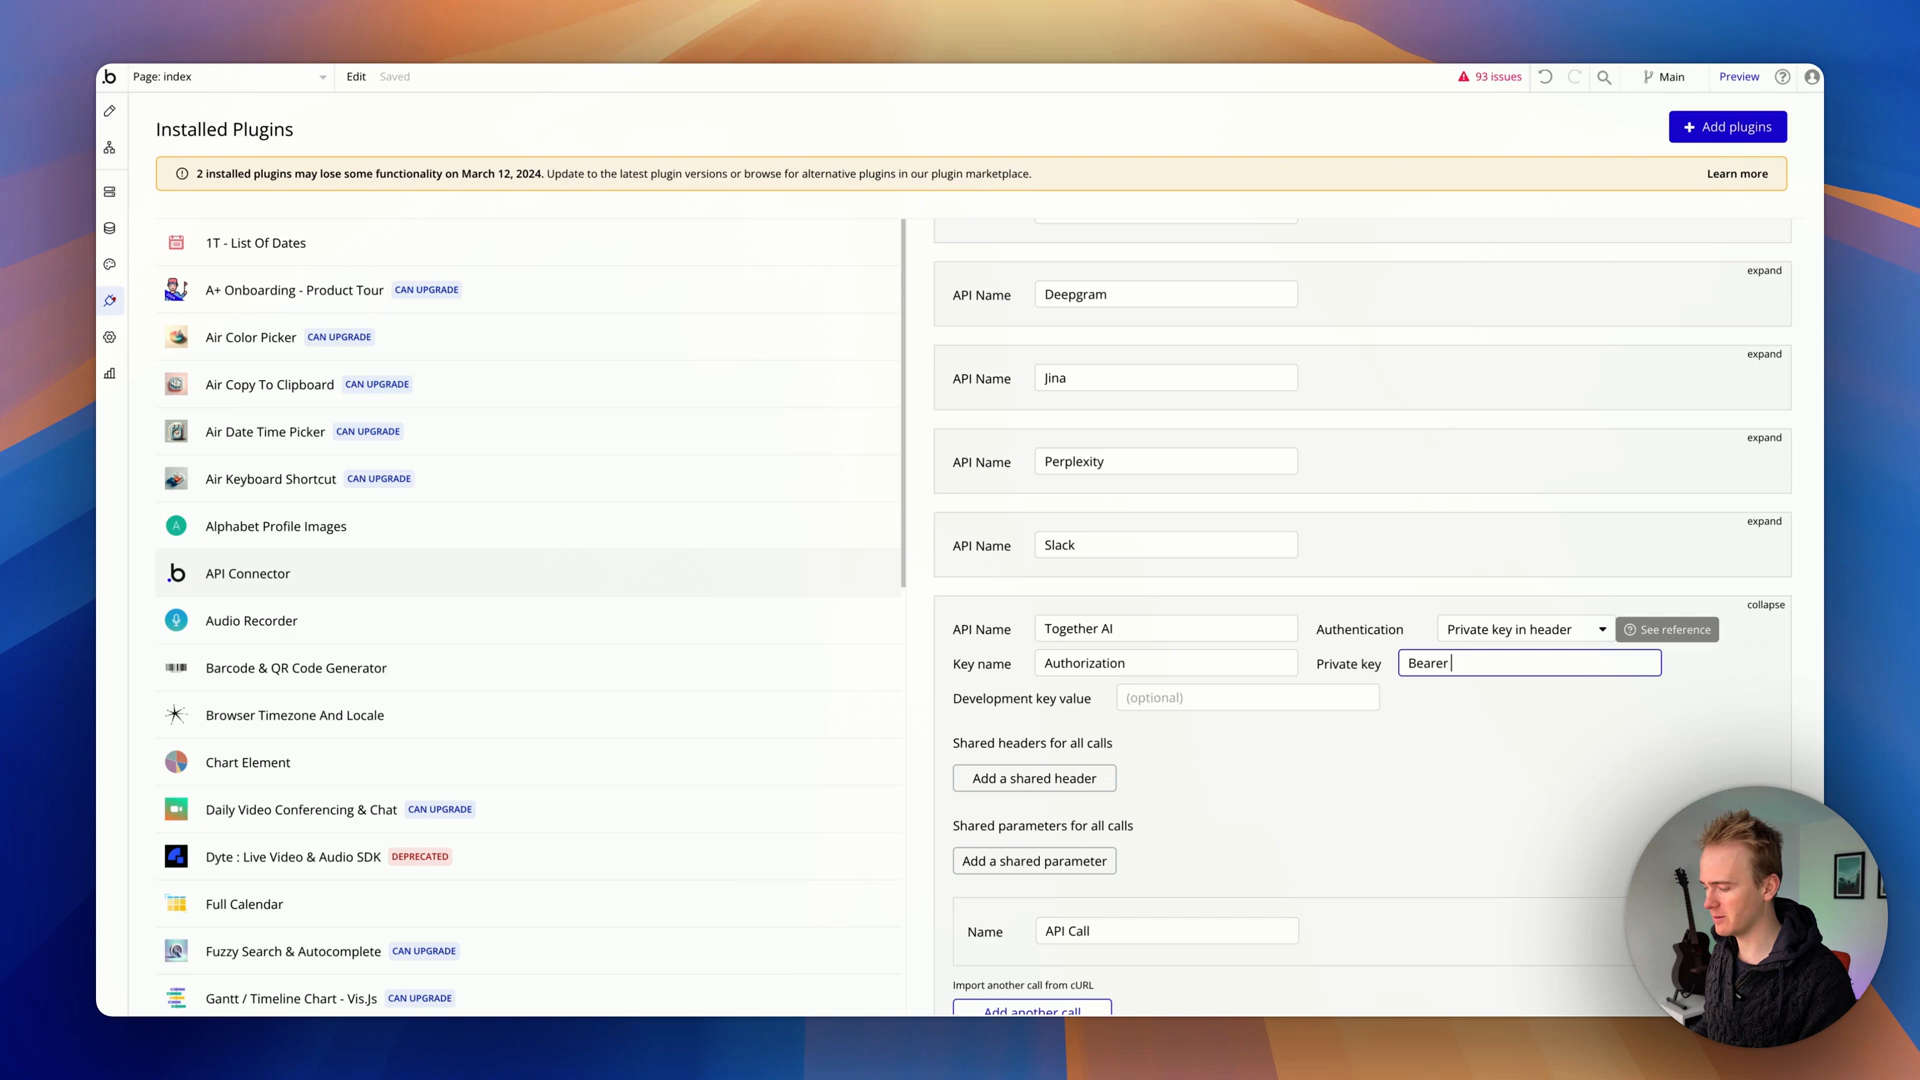 Page: index
Edit
Saved
93 issues
Main
Preview
Installed Plugins
Add plugins
2 installed plugins may lose some functionality on March 12, 2024. Update to the latest plugin versions or browse for alternative plugins in our plugin marketplace.
Learn more
1T - List Of Dates
A+ Onboarding - Product Tour CAN UPGRADE
Air Color Picker CAN UPGRADE
Air Copy To Clipboard CAN UPGRADE
Air Date Time Picker CAN UPGRADE
Air Keyboard Shortcut CAN UPGRADE
Alphabet Profile Images
API Connector
Audio Recorder
Barcode & QR Code Generator
Browser Timezone And Locale
Chart Element
Daily Video Conferencing & Chat CAN UPGRADE
Dyte : Live Video & Audio SDK DEPRECATED
Full Calendar
Fuzzy Search & Autocomplete CAN UPGRADE
Gantt / Timeline Chart - Vis.Js CAN UPGRADE
expand
API Name Deepgram
expand
API Name Jina
expand
API Name Perplexity
expand
API Name Slack
collapse
API Name Together AI Authentication Private key in header See reference
Key name Authorization Private key Bearer
Development key value (optional)
Shared headers for all calls
Add a shared header
Shared parameters for all calls
Add a shared parameter
Name API Call
Import another call from cURL
Add another call